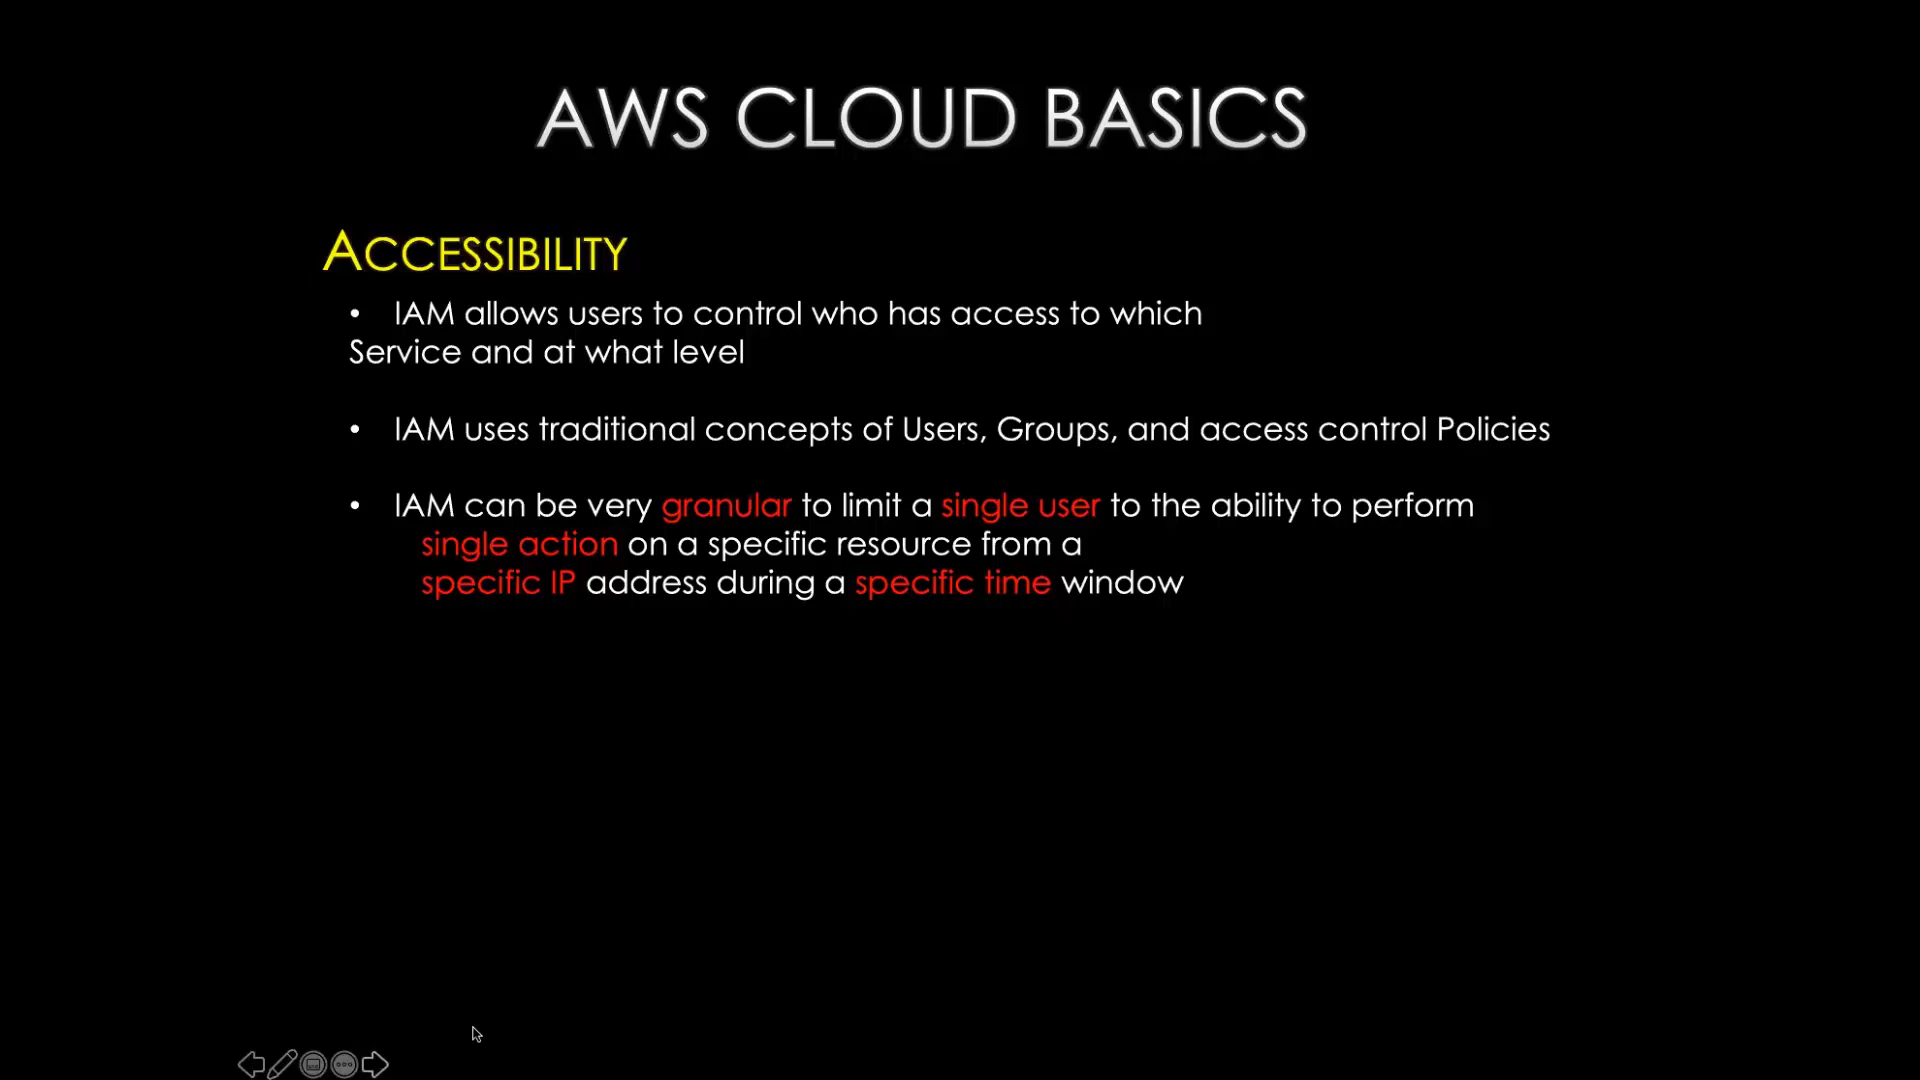 AWS CLOUD BASICS
ACCESSIBILITY
• IAM allows users to control who has access to which
Service and at what level
• IAM uses traditional concepts of Users, Groups, and access control Policies
• IAM can be very granular to limit a single user to the ability to perform
single action on a specific resource from a
specific IP address during a specific time window